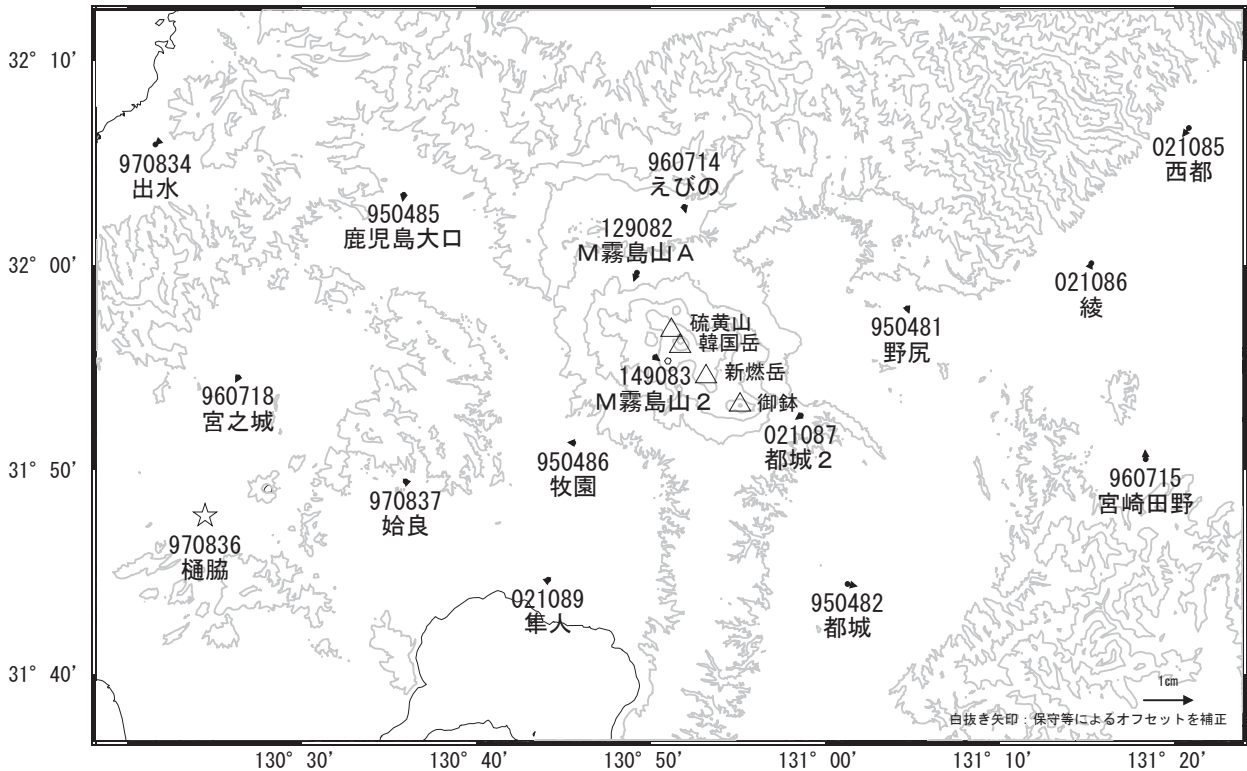 32° 10'
970834
出水
960714
えびの
021085
西都
950485
鹿児島大口
129082
M霧島山A
32° 00'
021086
綾
硫黄山
韓国岳
950481
野尻
新燃岳
149083
M霧島山2
御鉢
960718
宮之城
021087
都城2
31° 50'
950486
牧園
960715
宮崎田野
970837
姶良
970836
樋脇
021089
隼人
950482
都城
31° 40'
1cm
白抜き矢印:保守等によるオフセットを補正
130° 30' 130° 40' 130° 50' 131° 00' 131° 10' 131° 20'